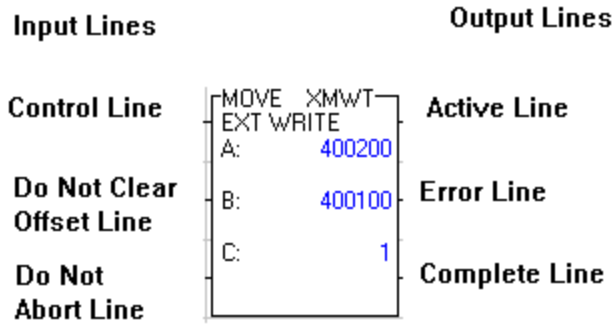 Input Lines
Output Lines
Control Line
MOVE XMWT
EXT WRITE
Active Line
A: 400200
Do Not Clear
Offset Line
B: 400100
Error Line
C: 1
Do Not
Abort Line
Complete Line